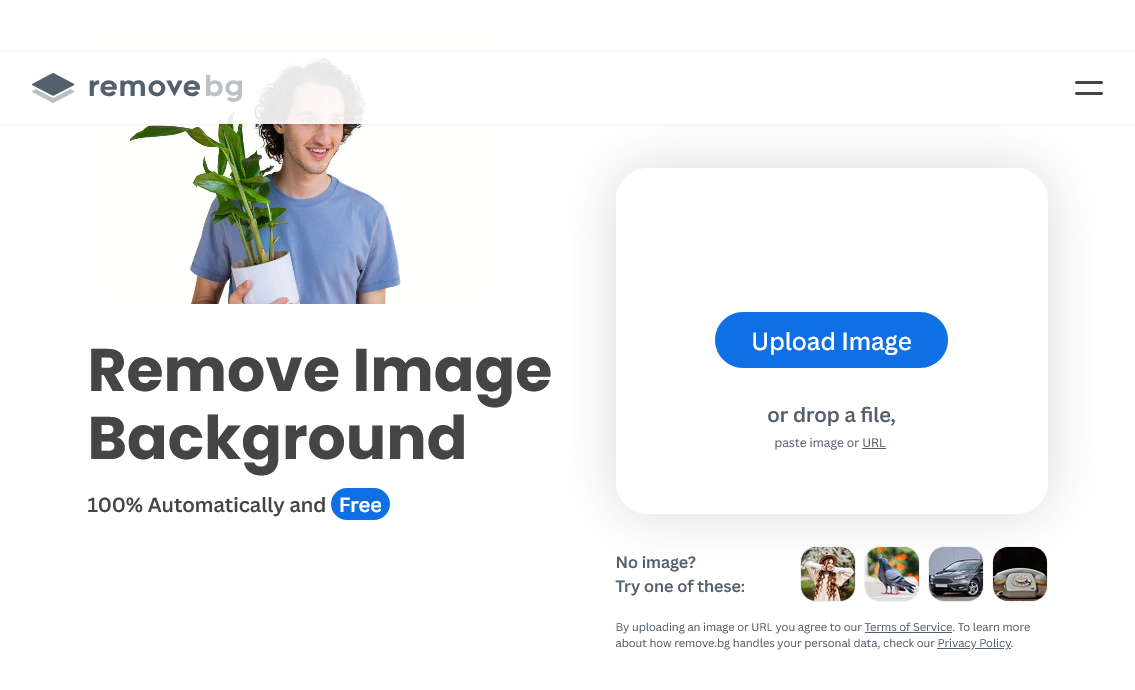 removebg
Remove Image
Background
100% Automatically and Free
Upload Image
or drop a file,
paste image or URL
No image?
Try one of these:
By uploading an image or URL you agree to our Terms of Service. To learn more
about how remove.bg handles your personal data, check our Privacy Policy.